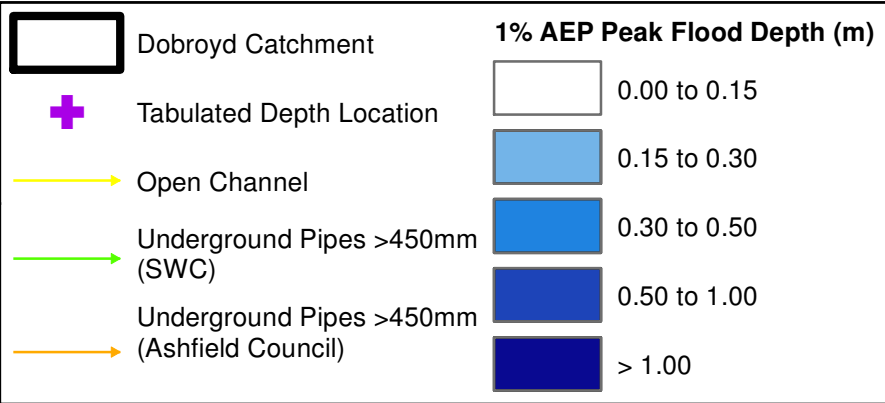 Dobroyd Catchment
Tabulated Depth Location
Open Channel
Underground Pipes >450mm
(SWC)
Underground Pipes >450mm
(Ashfield Council)
1% AEP Peak Flood Depth (m)
0.00 to 0.15
0.15 to 0.30
0.30 to 0.50
0.50 to 1.00
> 1.00